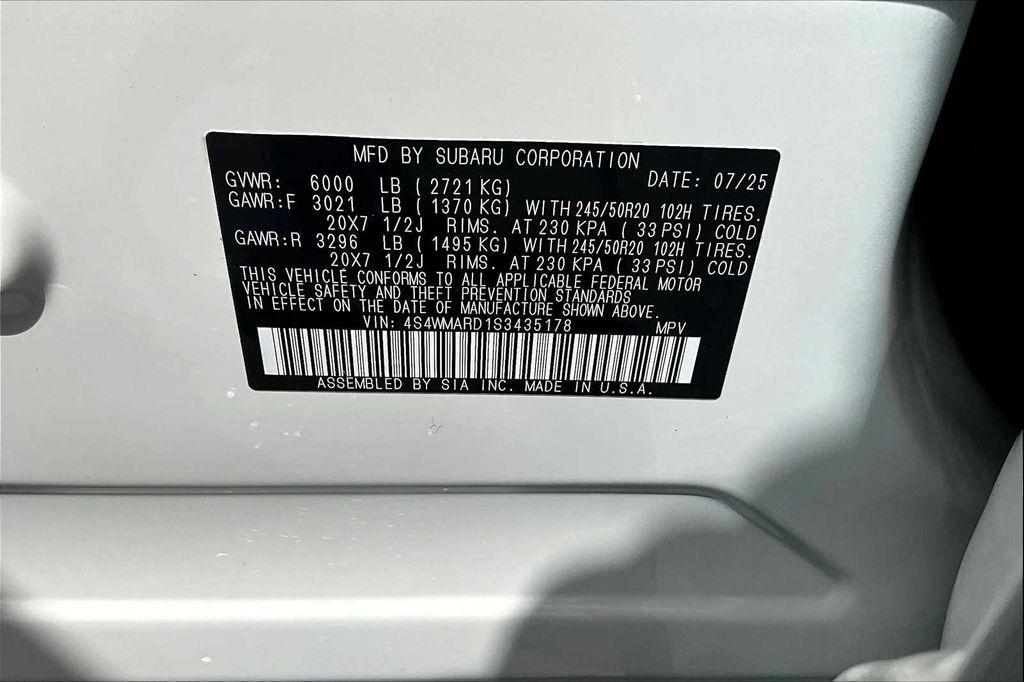 MFD BY SUBARU CORPORATION
GVWR: 6000 LB (2721 KG) DATE: 07/25
GAWR:F 3021 LB (1370 KG) WITH 245/50R20 102H TIRES.
20X7 1/2J RIMS. AT 230 KPA (33 PSI) COLD
GAWR:R 3296 LB (1495 KG) WITH 245/50R20 102H TIRES.
20X7 1/2J RIMS. AT 230 KPA (33 PSI) COLD
THIS VEHICLE CONFORMS TO ALL APPLICABLE FEDERAL MOTOR
VEHICLE SAFETY AND THEFT PREVENTION STANDARDS
IN EFFECT ON THE DATE OF MANUFACTURE SHOWN ABOVE.
VIN: 4S4WMARD1S3435178 MPV
ASSEMBLED BY SIA INC. MADE IN U.S.A.